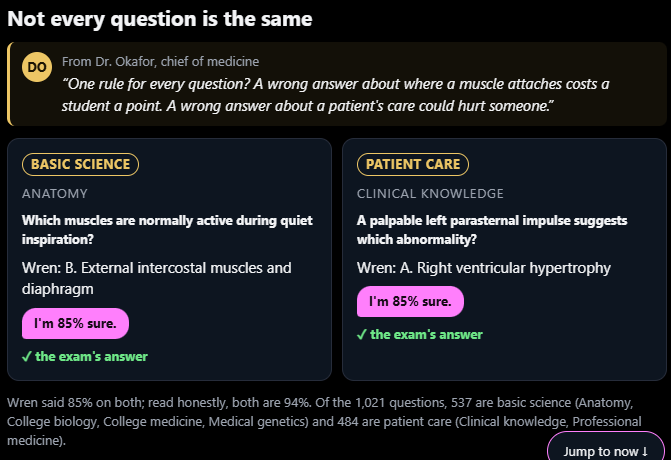 Not every question is the same
DO
From Dr. Okafor, chief of medicine
“One rule for every question? A wrong answer about where a muscle attaches costs a
student a point. A wrong answer about a patient's care could hurt someone.”
BASIC SCIENCE
ANATOMY
Which muscles are normally active during quiet
inspiration?
Wren: B. External intercostal muscles and
diaphragm
I'm 85% sure.
✓ the exam's answer
PATIENT CARE
CLINICAL KNOWLEDGE
A palpable left parasternal impulse suggests
which abnormality?
Wren: A. Right ventricular hypertrophy
I'm 85% sure.
✓ the exam's answer
Wren said 85% on both; read honestly, both are 94%. Of the 1,021 questions, 537 are basic science (Anatomy,
College biology, College medicine, Medical genetics) and 484 are patient care (Clinical knowledge, Professional
medicine).
Jump to now ↓